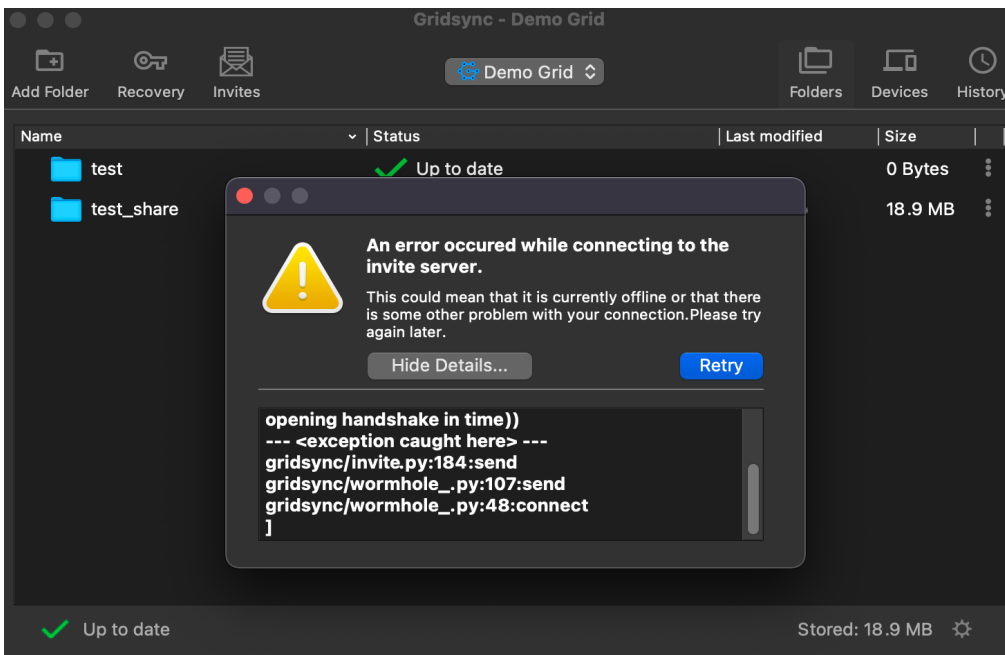 Gridsync - Demo Grid
Add Folder Recovery Invites Demo Grid Folders Devices History
Name Status Last modified Size
test Up to date 0 Bytes
test_share 18.9 MB
An error occured while connecting to the
invite server.
This could mean that it is currently offline or that there
is some other problem with your connection.Please try
again later.
Hide Details... Retry
opening handshake in time))
--- <exception caught here> ---
gridsync/invite.py:184:send
gridsync/wormhole_.py:107:send
gridsync/wormhole_.py:48:connect
]
Up to date Stored: 18.9 MB